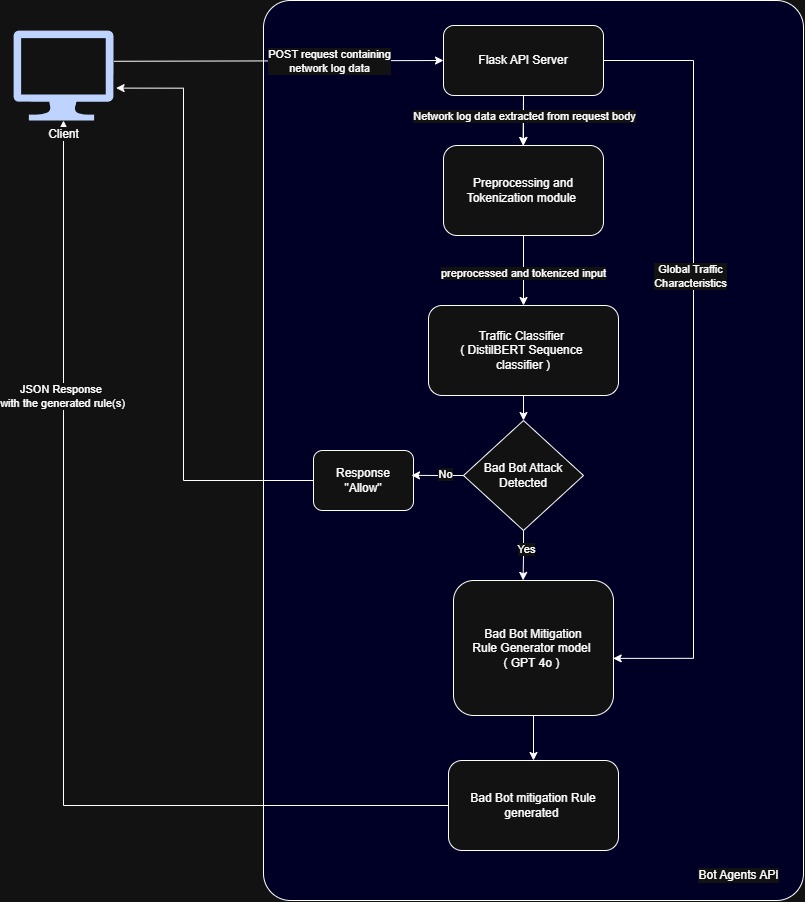 POST request containing
network log data
Flask API Server
Client
Network log data extracted from request body
Preprocessing and
Tokenization module
preprocessed and tokenized input
Global Traffic
Characteristics
Traffic Classifier
( DistilBERT Sequence
classifier )
JSON Response
with the generated rule(s)
Response
"Allow"
No
Bad Bot Attack
Detected
Yes
Bad Bot Mitigation
Rule Generator model
( GPT 4o )
Bad Bot mitigation Rule
generated
Bot Agents API